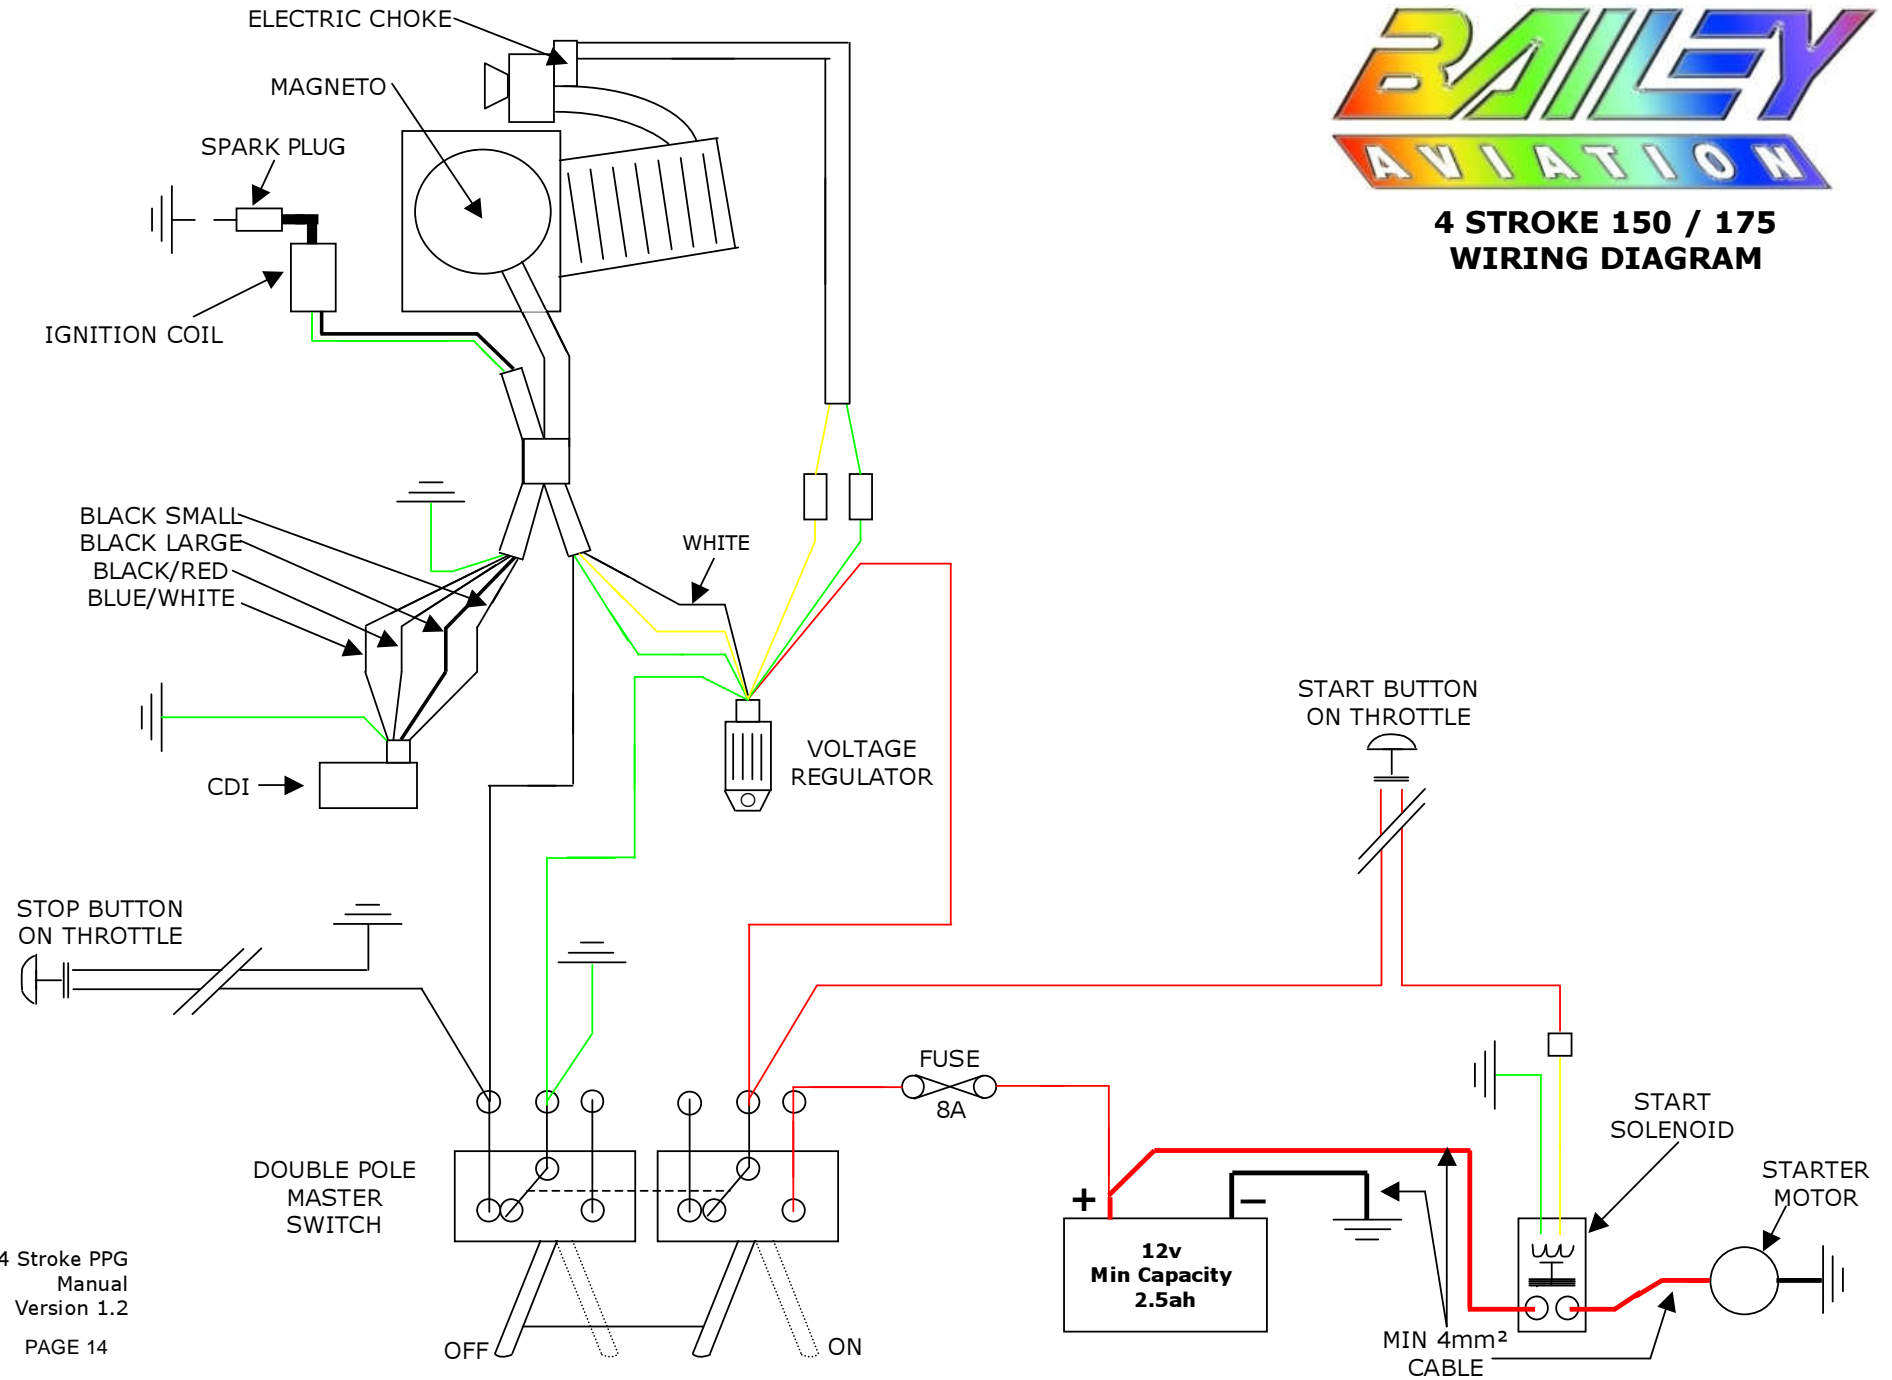 ELECTRIC CHOKE
MAGNETO
SPARK PLUG
IGNITION COIL
BAILEY
AVIATION
4 STROKE 150 / 175
WIRING DIAGRAM
BLACK SMALL
BLACK LARGE
BLACK/RED
BLUE/WHITE
WHITE
CDI
VOLTAGE
REGULATOR
START BUTTON
ON THROTTLE
STOP BUTTON
ON THROTTLE
FUSE
8A
DOUBLE POLE
MASTER
SWITCH
OFF
ON
+
−
12v
Min Capacity
2.5ah
START
SOLENOID
STARTER
MOTOR
MIN 4mm²
CABLE
4 Stroke PPG
Manual
Version 1.2
PAGE 14